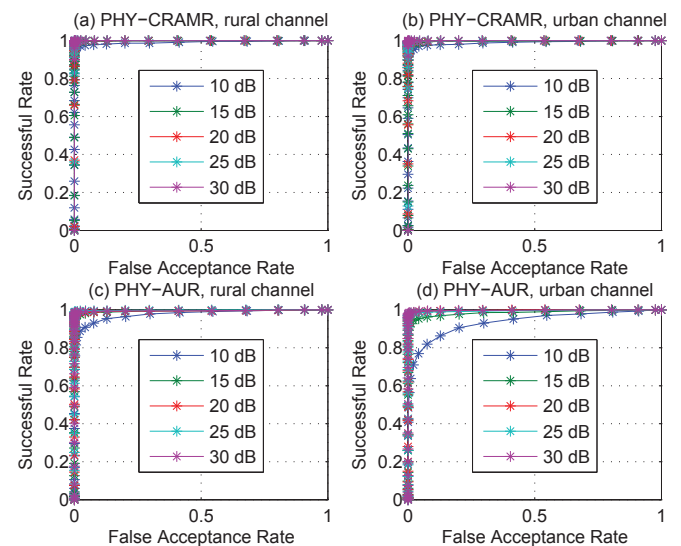 (a) PHY−CRAMR, rural channel
Successful Rate
1
0.8
0.6
0.4
0.2
0
10 dB
15 dB
20 dB
25 dB
30 dB
0 0.5 1
False Acceptance Rate
(b) PHY−CRAMR, urban channel
Successful Rate
1
0.8
0.6
0.4
0.2
0
10 dB
15 dB
20 dB
25 dB
30 dB
0 0.5 1
False Acceptance Rate
(c) PHY−AUR, rural channel
Successful Rate
1
0.8
0.6
0.4
0.2
0
10 dB
15 dB
20 dB
25 dB
30 dB
0 0.5 1
False Acceptance Rate
(d) PHY−AUR, urban channel
Successful Rate
1
0.8
0.6
0.4
0.2
0
10 dB
15 dB
20 dB
25 dB
30 dB
0 0.5 1
False Acceptance Rate